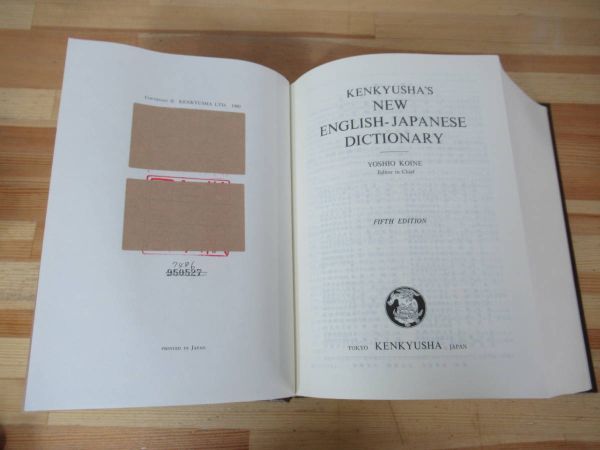 Copyright © KENKYUSHA LTD. 1980
7486
950527
PRINTED IN JAPAN
KENKYUSHA'S
NEW
ENGLISH-JAPANESE
DICTIONARY
YOSHIO KOINE
Editor in Chief
FIFTH EDITION
TOKYO KENKYUSHA JAPAN